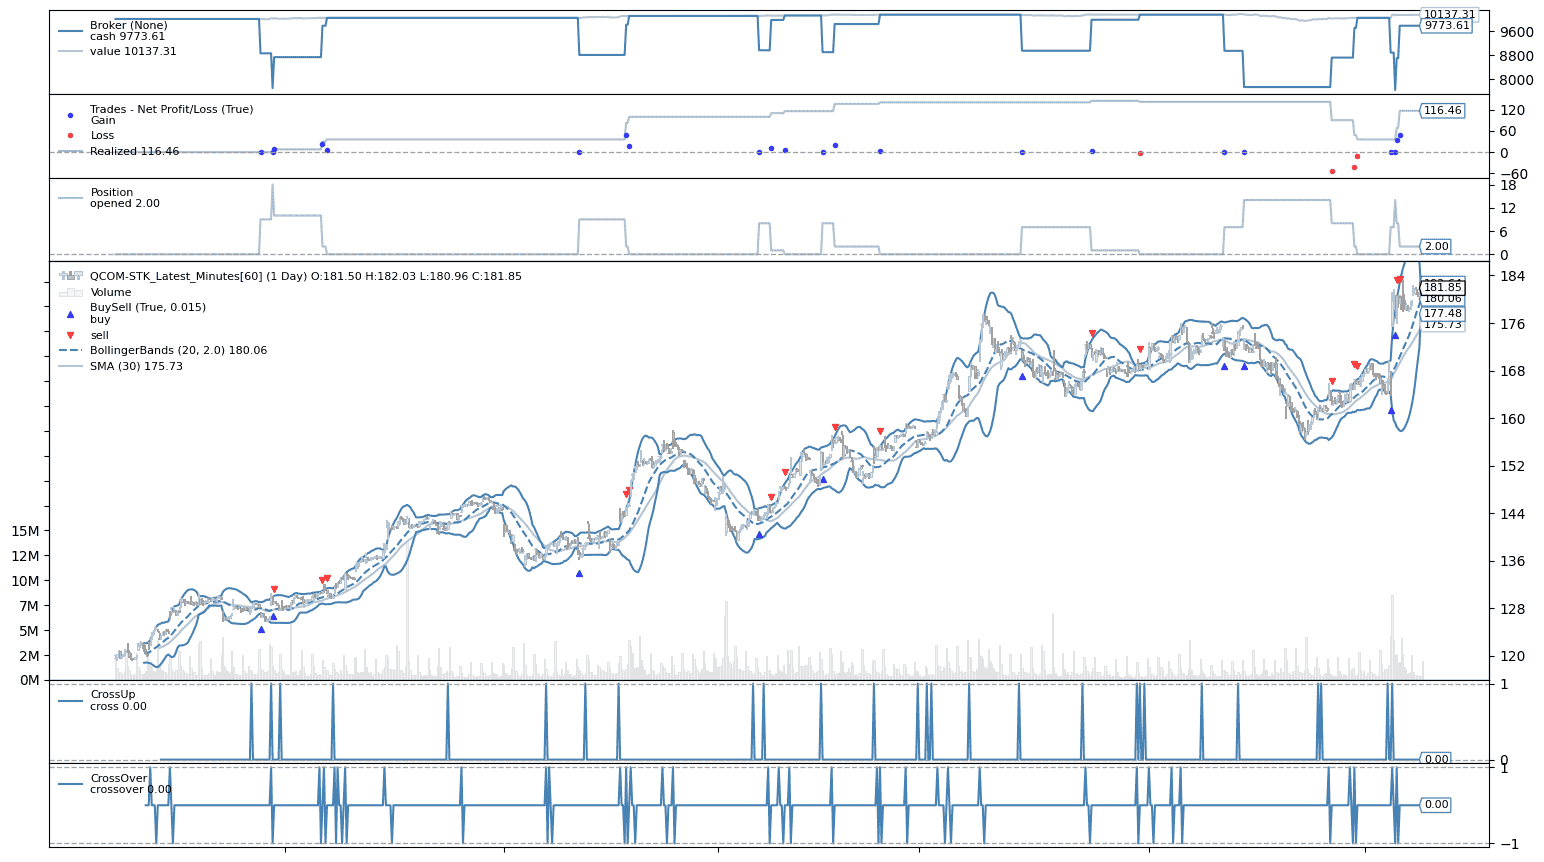 Broker (None)
cash 9773.61
value 10137.31
10137.31
9773.61
9600
8800
8000
Trades - Net Profit/Loss (True)
Gain
Loss
Realized 116.46
116.46
120
60
0
−60
Position
opened 2.00
2.00
18
12
6
0
QCOM-STK_Latest_Minutes[60] (1 Day) O:181.50 H:182.03 L:180.96 C:181.85
Volume
BuySell (True, 0.015)
buy
sell
BollingerBands (20, 2.0) 180.06
SMA (30) 175.73
181.85
180.06
177.48
175.73
184
176
168
160
152
144
136
128
120
15M
12M
10M
7M
5M
2M
0M
CrossUp
cross 0.00
0.00
1
0
CrossOver
crossover 0.00
0.00
1
−1